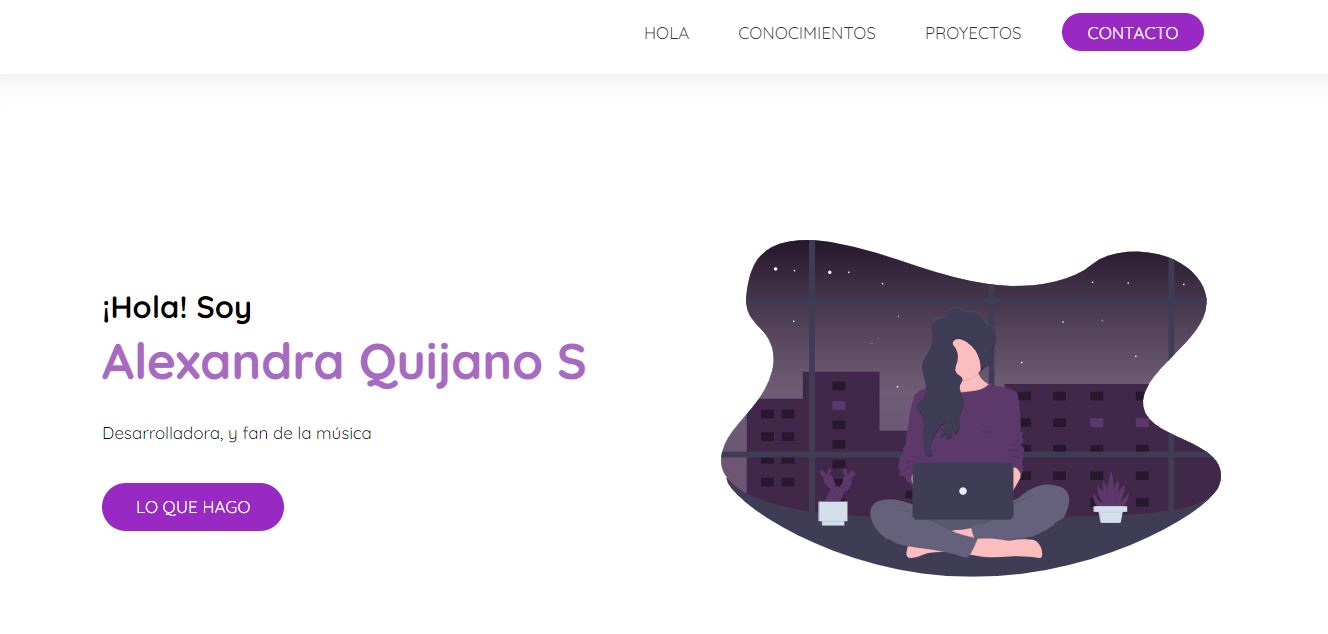 HOLA CONOCIMIENTOS PROYECTOS CONTACTO
¡Hola! Soy
Alexandra Quijano S
Desarrolladora, y fan de la música
LO QUE HAGO